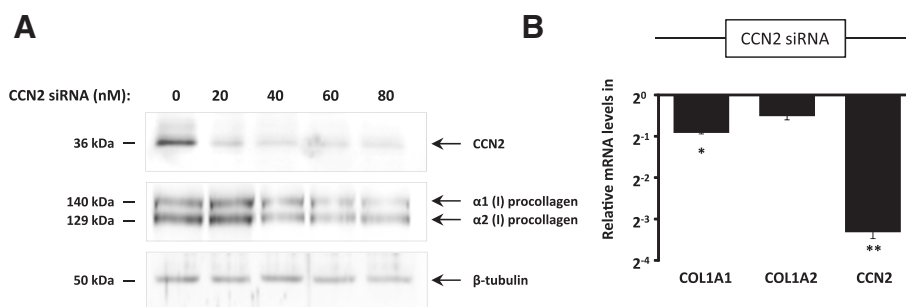 A
CCN2 siRNA (nM): 0 20 40 60 80
36 kDa
CCN2
140 kDa
α1 (I) procollagen
129 kDa
α2 (I) procollagen
50 kDa
β-tubulin
B
CCN2 siRNA
Relative mRNA levels in
2⁰
2⁻¹
2⁻²
2⁻³
2⁻⁴
*
**
COL1A1 COL1A2 CCN2